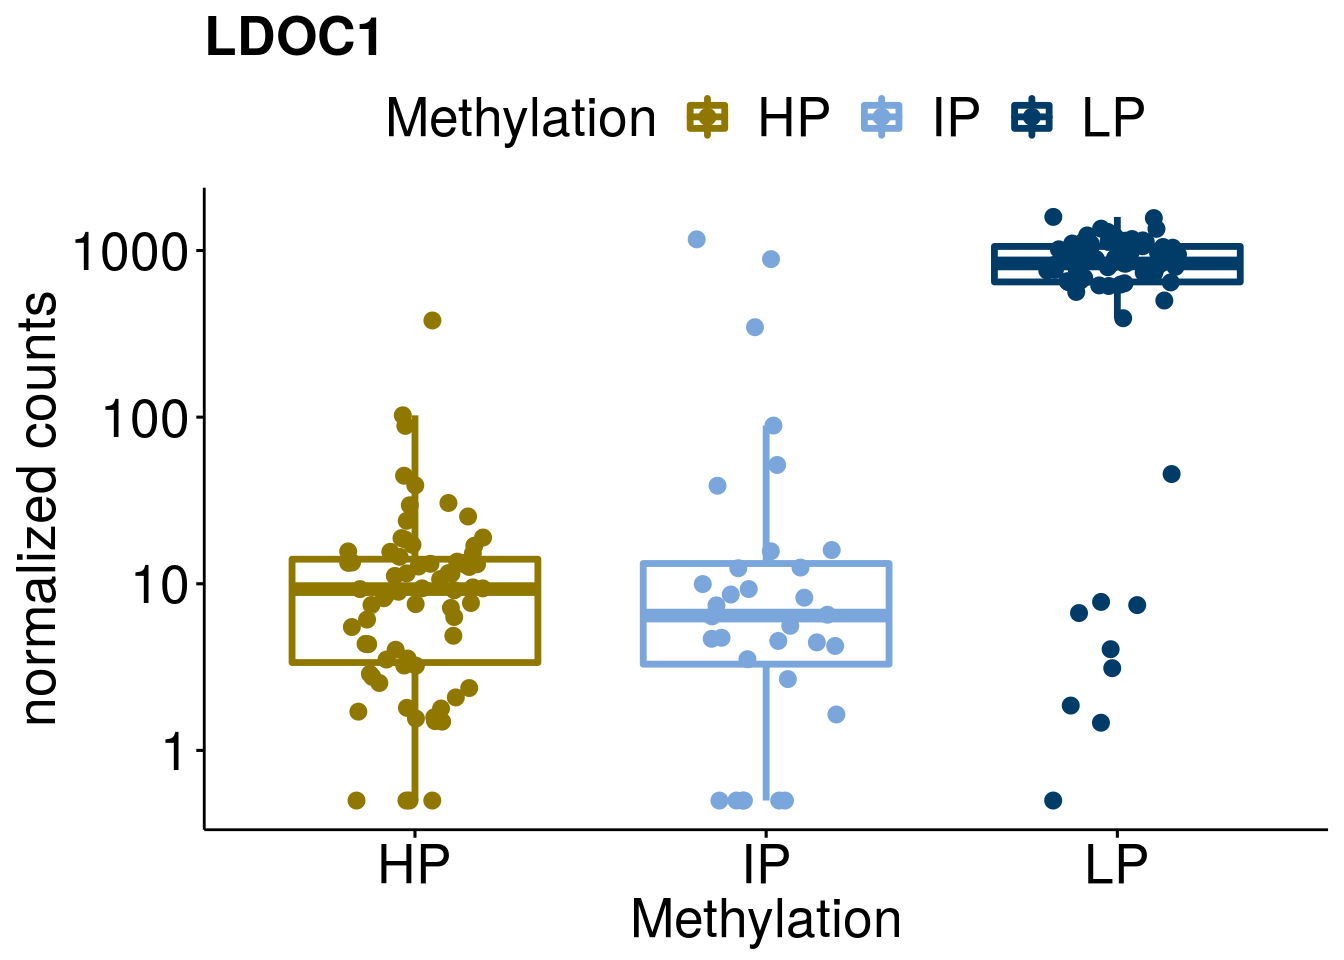 LDOC1
Methylation HP IP LP
normalized counts
1000
100
10
1
HP IP LP
Methylation